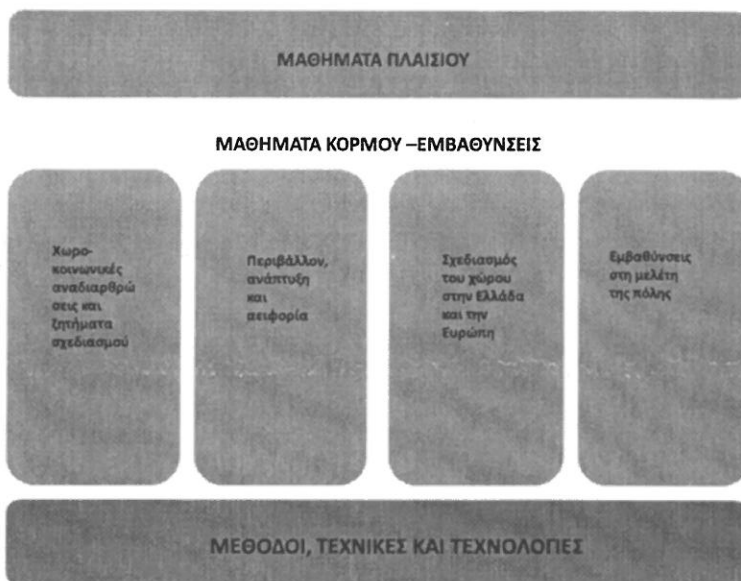 ΜΑΘΗΜΑΤΑ ΠΛΑΙΣΙΟΥ
ΜΑΘΗΜΑΤΑ ΚΟΡΜΟΥ –ΕΜΒΑΘΥΝΣΕΙΣ
Χωρο-
κοινωνικές
αναδιαρθρώ
σεις και
ζητήματα
σχεδιασμού
Περιβάλλον,
ανάπτυξη
και
αειφορία
Σχεδιασμός
του χώρου
στην Ελλάδα
και την
Ευρώπη
Εμβαθύνσεις
στη μελέτη
της πόλης
ΜΕΘΟΔΟΙ, ΤΕΧΝΙΚΕΣ ΚΑΙ ΤΕΧΝΟΛΟΓΙΕΣ